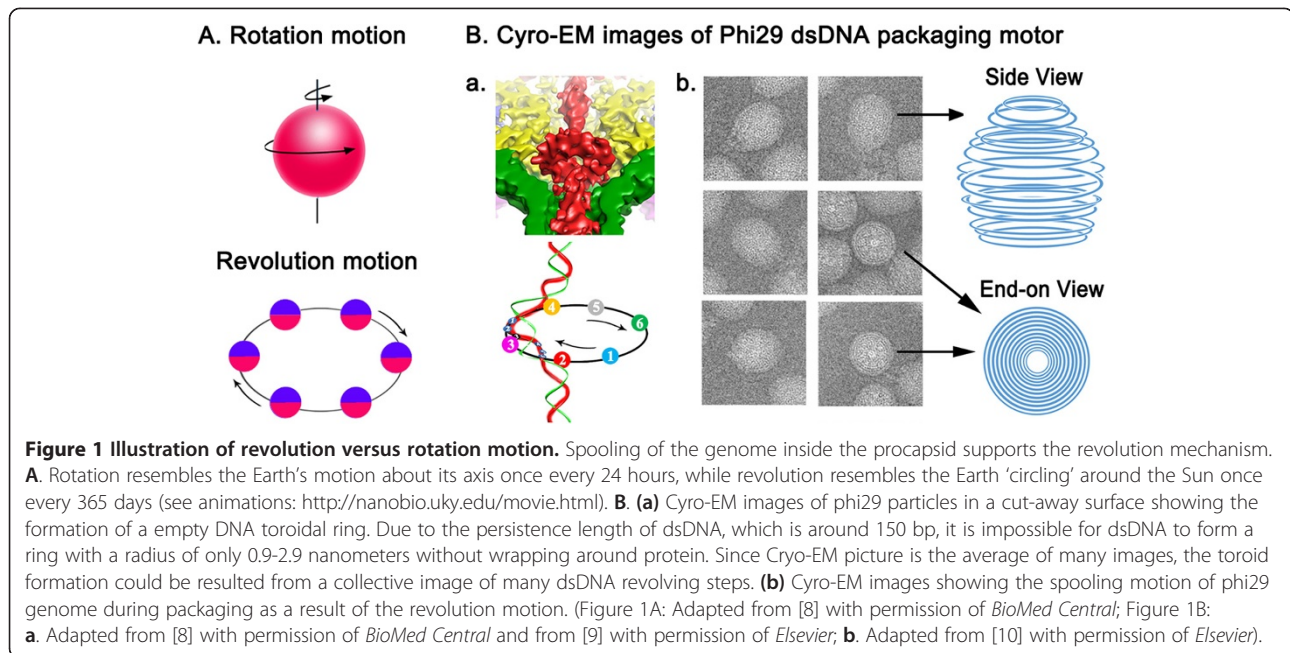 A. Rotation motion
B. Cyro-EM images of Phi29 dsDNA packaging motor
a.
b.
Side View
Revolution motion
4
5
6
3
2
1
End-on View
Figure 1 Illustration of revolution versus rotation motion. Spooling of the genome inside the procapsid supports the revolution mechanism.
A. Rotation resembles the Earth's motion about its axis once every 24 hours, while revolution resembles the Earth 'circling' around the Sun once
every 365 days (see animations: http://nanobio.uky.edu/movie.html). B. (a) Cyro-EM images of phi29 particles in a cut-away surface showing the
formation of a empty DNA toroidal ring. Due to the persistence length of dsDNA, which is around 150 bp, it is impossible for dsDNA to form a
ring with a radius of only 0.9-2.9 nanometers without wrapping around protein. Since Cryo-EM picture is the average of many images, the toroid
formation could be resulted from a collective image of many dsDNA revolving steps. (b) Cyro-EM images showing the spooling motion of phi29
genome during packaging as a result of the revolution motion. (Figure 1A: Adapted from [8] with permission of BioMed Central; Figure 1B:
a. Adapted from [8] with permission of BioMed Central and from [9] with permission of Elsevier; b. Adapted from [10] with permission of Elsevier).